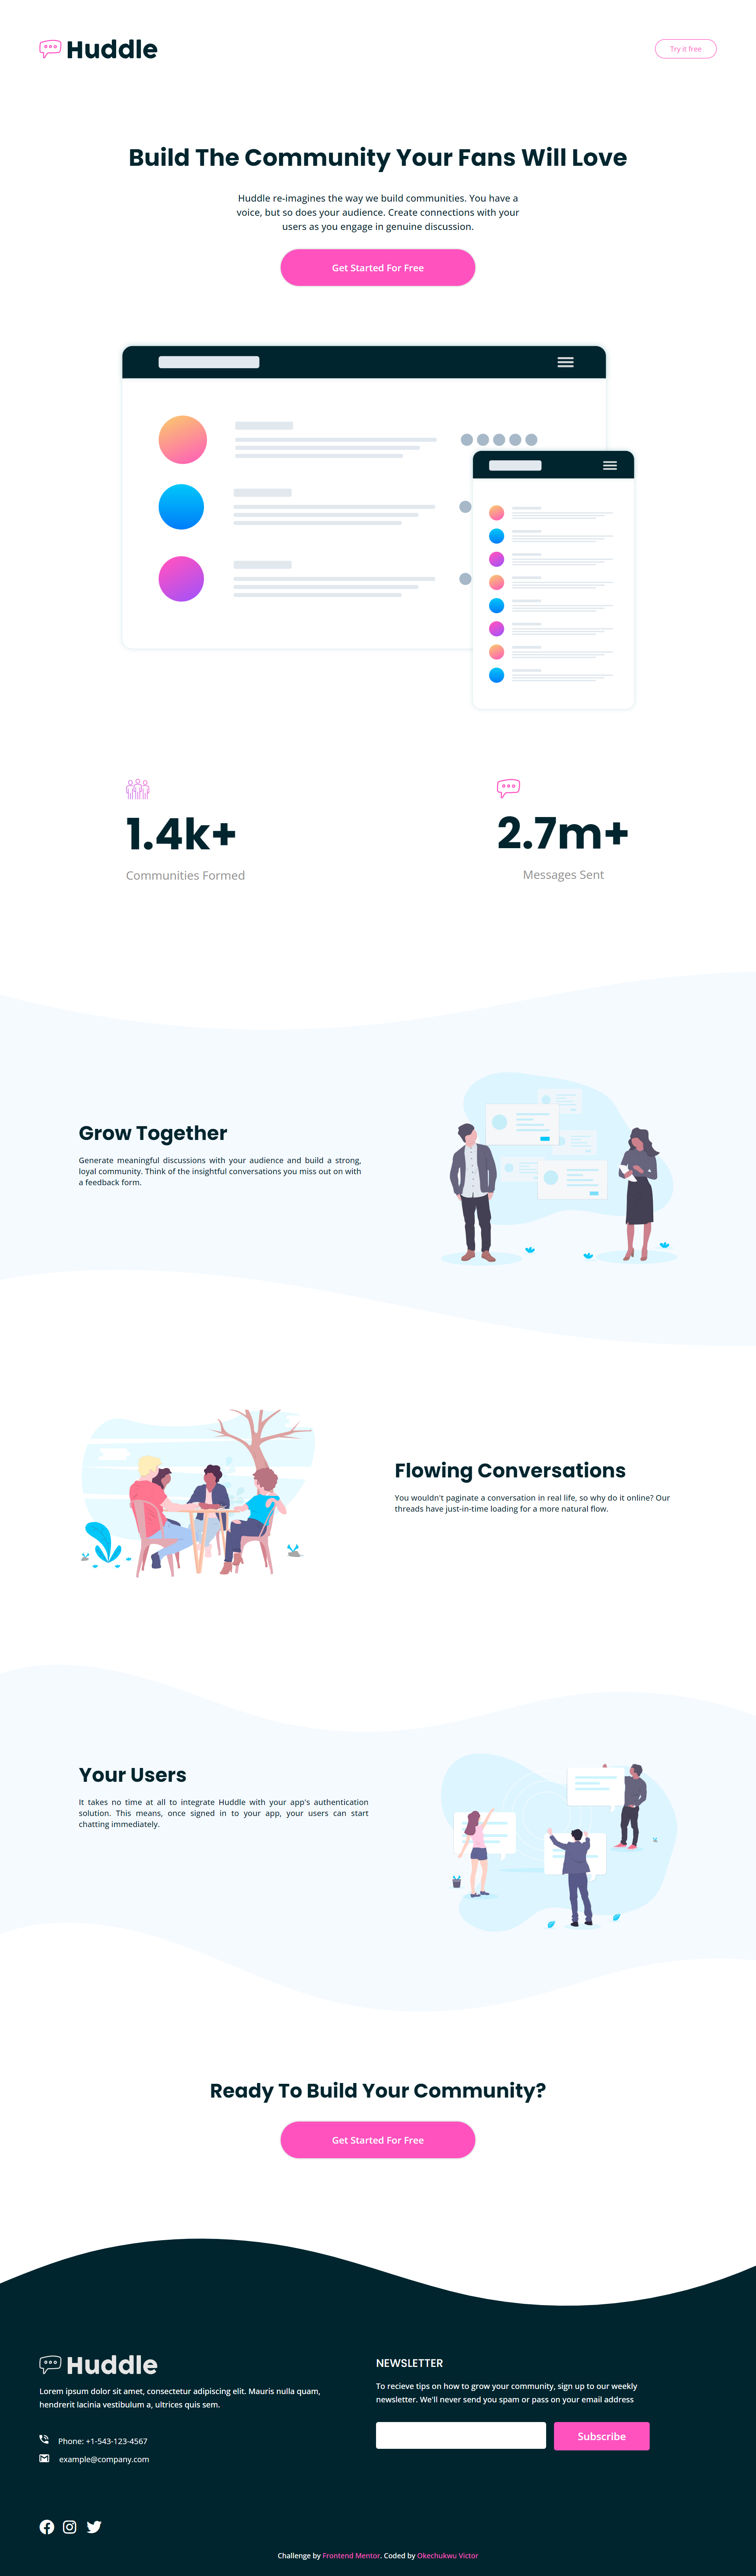 Huddle
Try it free
Build The Community Your Fans Will Love
Huddle re-imagines the way we build communities. You have a
voice, but so does your audience. Create connections with your
users as you engage in genuine discussion.
Get Started For Free
1.4k+
Communities Formed
2.7m+
Messages Sent
Grow Together
Generate meaningful discussions with your audience and build a strong,
loyal community. Think of the insightful conversations you miss out on with
a feedback form.
Flowing Conversations
You wouldn't paginate a conversation in real life, so why do it online? Our
threads have just-in-time loading for a more natural flow.
Your Users
It takes no time at all to integrate Huddle with your app's authentication
solution. This means, once signed in to your app, your users can start
chatting immediately.
Ready To Build Your Community?
Get Started For Free
Huddle
Lorem ipsum dolor sit amet, consectetur adipiscing elit. Mauris nulla quam,
hendrerit lacinia vestibulum a, ultrices quis sem.
Phone: +1-543-123-4567
example@company.com
NEWSLETTER
To recieve tips on how to grow your community, sign up to our weekly
newsletter. We'll never send you spam or pass on your email address
Subscribe
Challenge by Frontend Mentor. Coded by Okechukwu Victor